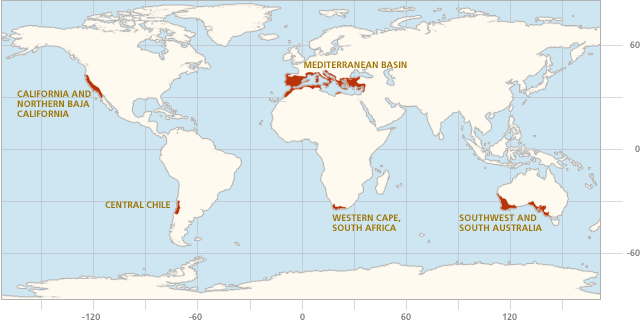 60
MEDITERRANEAN BASIN
CALIFORNIA AND
NORTHERN BAJA
CALIFORNIA
0
CENTRAL CHILE
WESTERN CAPE,
SOUTH AFRICA
SOUTHWEST AND
SOUTH AUSTRALIA
-60
-120
-60
0
60
120